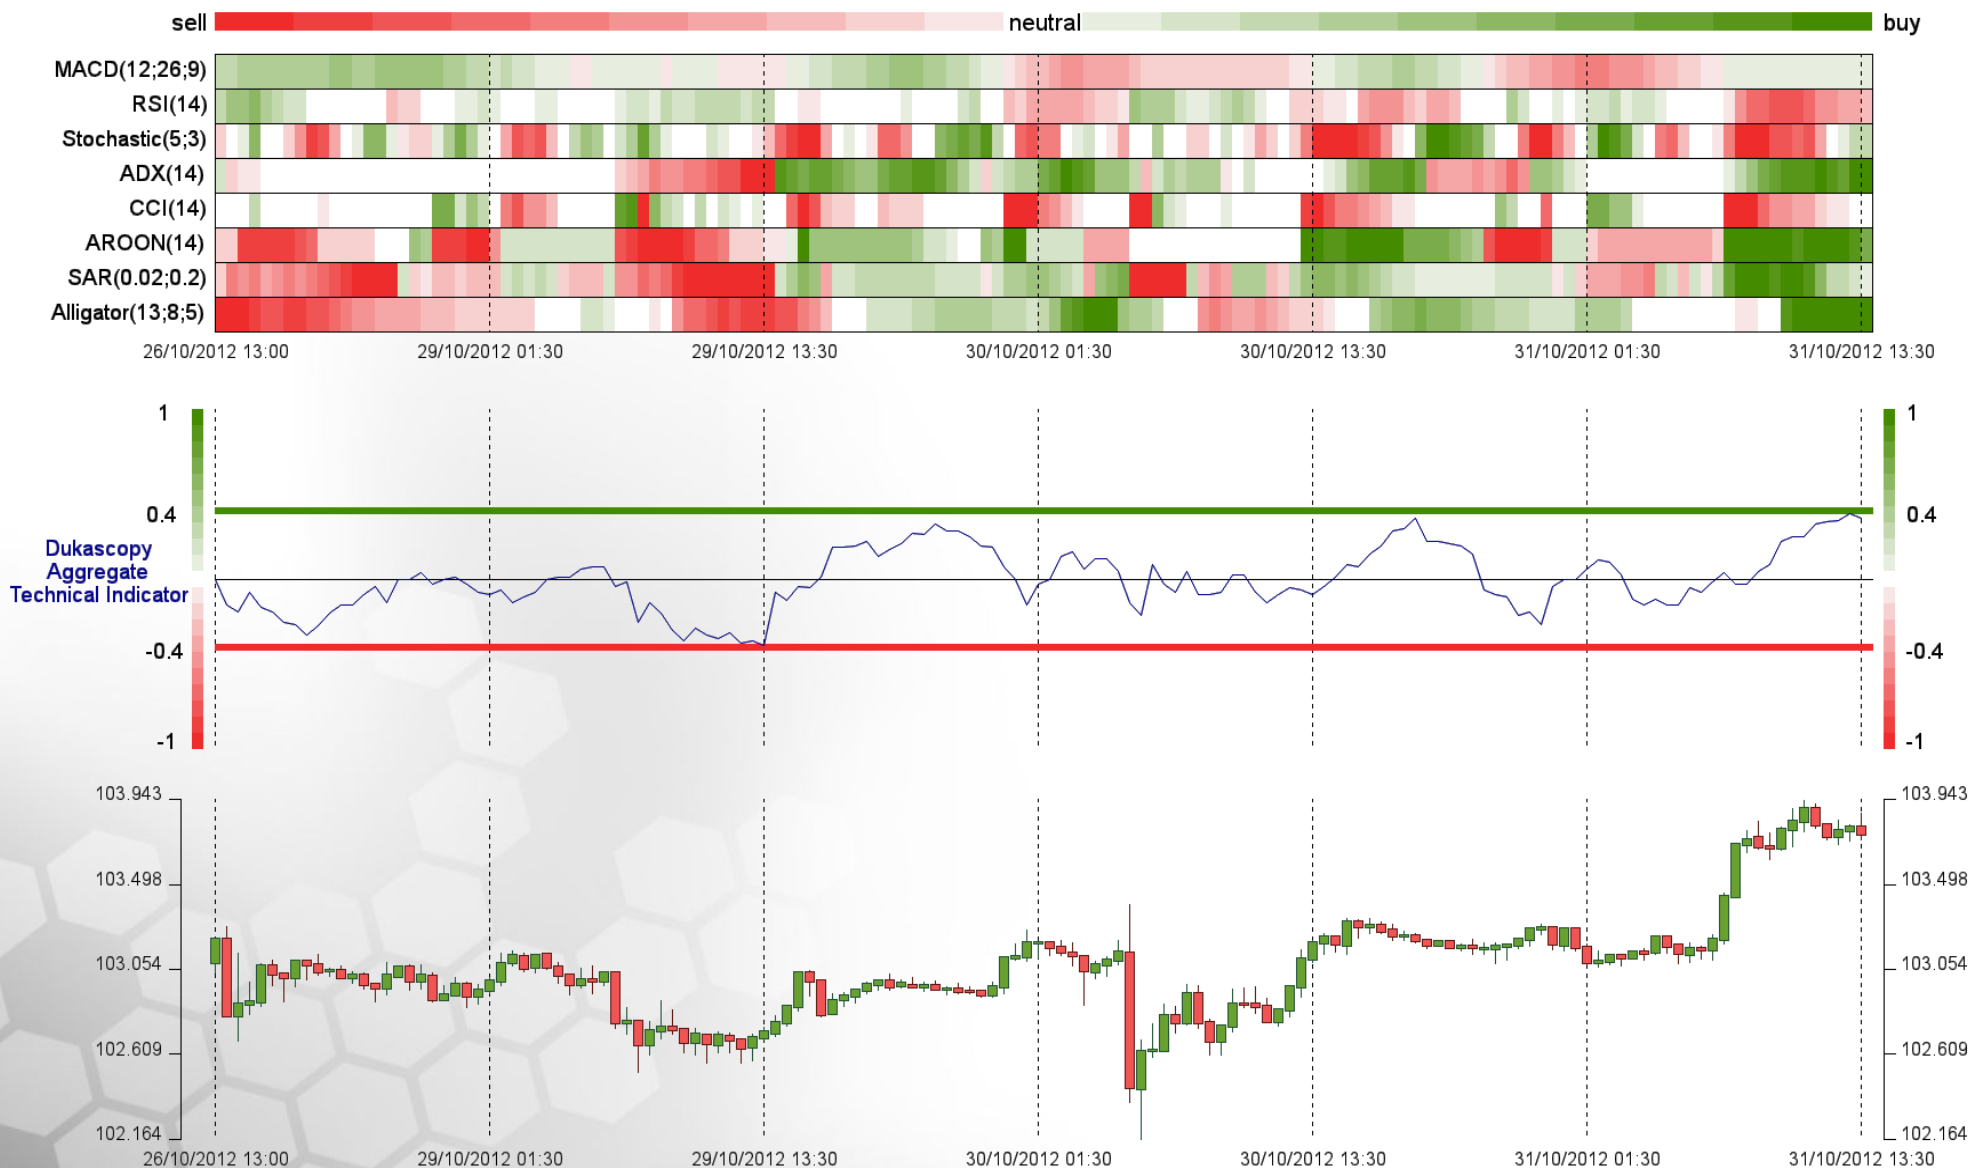 sell neutral buy
MACD(12;26;9)
RSI(14)
Stochastic(5;3)
ADX(14)
CCI(14)
AROON(14)
SAR(0.02;0.2)
Alligator(13;8;5)
26/10/2012 13:00 29/10/2012 01:30 29/10/2012 13:30 30/10/2012 01:30 30/10/2012 13:30 31/10/2012 01:30 31/10/2012 13:30
1 1
0.4 0.4
Dukascopy
Aggregate
Technical Indicator
-0.4 -0.4
-1 -1
103.943 103.943
103.498 103.498
103.054 103.054
102.609 102.609
102.164 102.164
26/10/2012 13:00 29/10/2012 01:30 29/10/2012 13:30 30/10/2012 01:30 30/10/2012 13:30 31/10/2012 01:30 31/10/2012 13:30